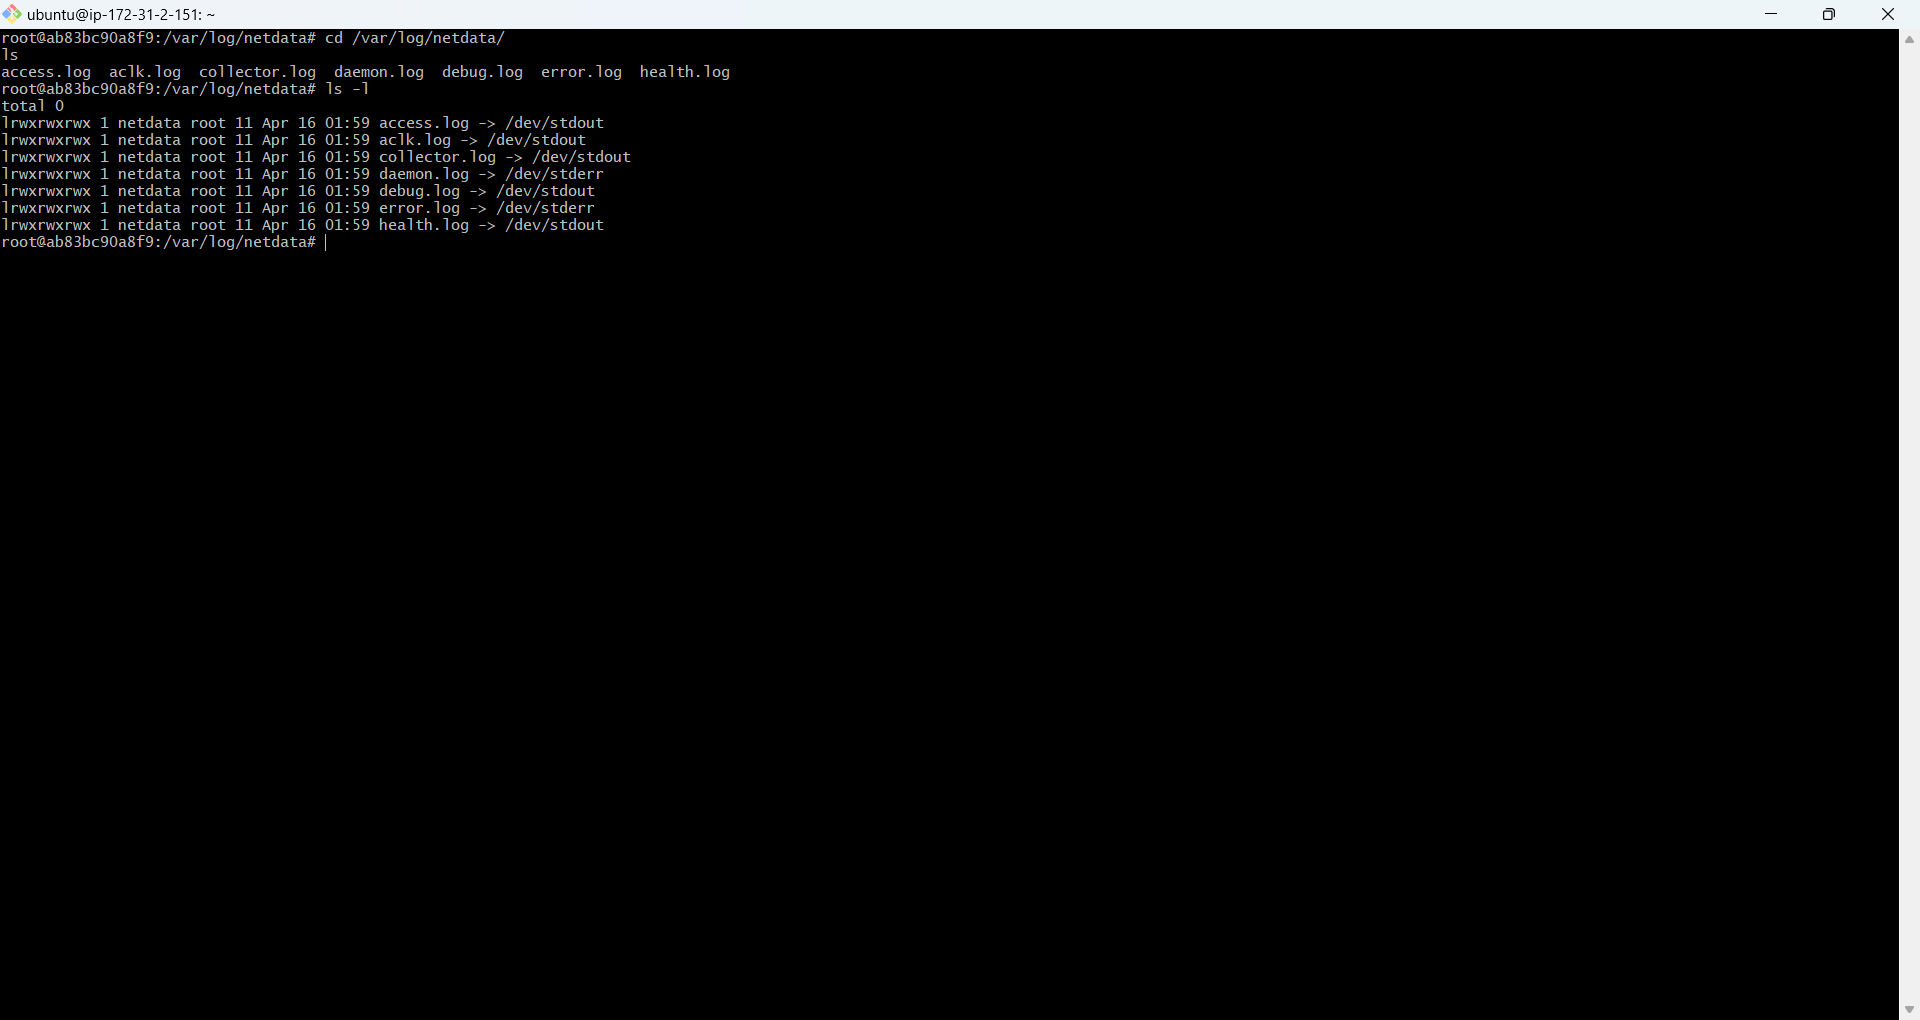 ubuntu@ip-172-31-2-151: ~
root@ab83bc90a8f9:/var/log/netdata# cd /var/log/netdata/
ls
access.log  aclk.log  collector.log  daemon.log  debug.log  error.log  health.log
root@ab83bc90a8f9:/var/log/netdata# ls -l
total 0
lrwxrwxrwx 1 netdata root 11 Apr 16 01:59 access.log -> /dev/stdout
lrwxrwxrwx 1 netdata root 11 Apr 16 01:59 aclk.log -> /dev/stdout
lrwxrwxrwx 1 netdata root 11 Apr 16 01:59 collector.log -> /dev/stdout
lrwxrwxrwx 1 netdata root 11 Apr 16 01:59 daemon.log -> /dev/stderr
lrwxrwxrwx 1 netdata root 11 Apr 16 01:59 debug.log -> /dev/stdout
lrwxrwxrwx 1 netdata root 11 Apr 16 01:59 error.log -> /dev/stderr
lrwxrwxrwx 1 netdata root 11 Apr 16 01:59 health.log -> /dev/stdout
root@ab83bc90a8f9:/var/log/netdata#